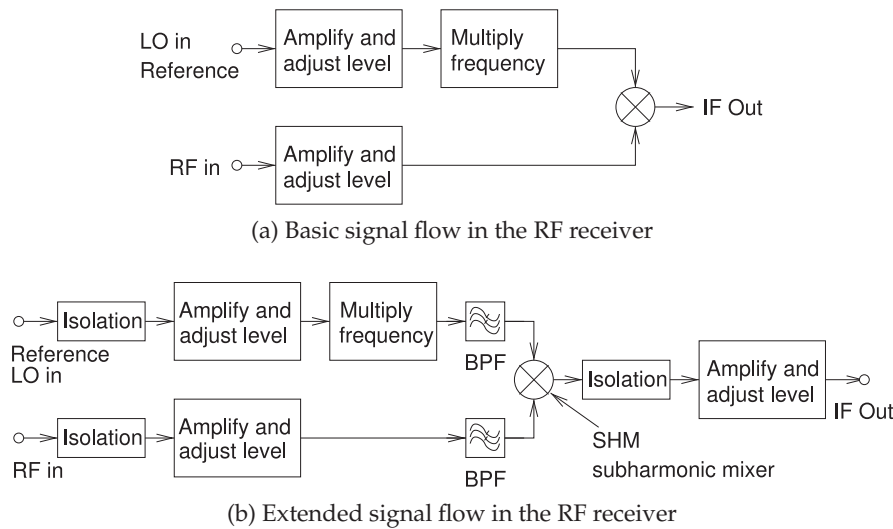 LO in
Reference
Amplify and
adjust level
Multiply
frequency
IF Out
RF in
Amplify and
adjust level
(a) Basic signal flow in the RF receiver
Isolation
Amplify and
adjust level
Multiply
frequency
BPF
Reference
LO in
Isolation
Amplify and
adjust level
IF Out
Isolation
Amplify and
adjust level
RF in
BPF
SHM
subharmonic mixer
(b) Extended signal flow in the RF receiver